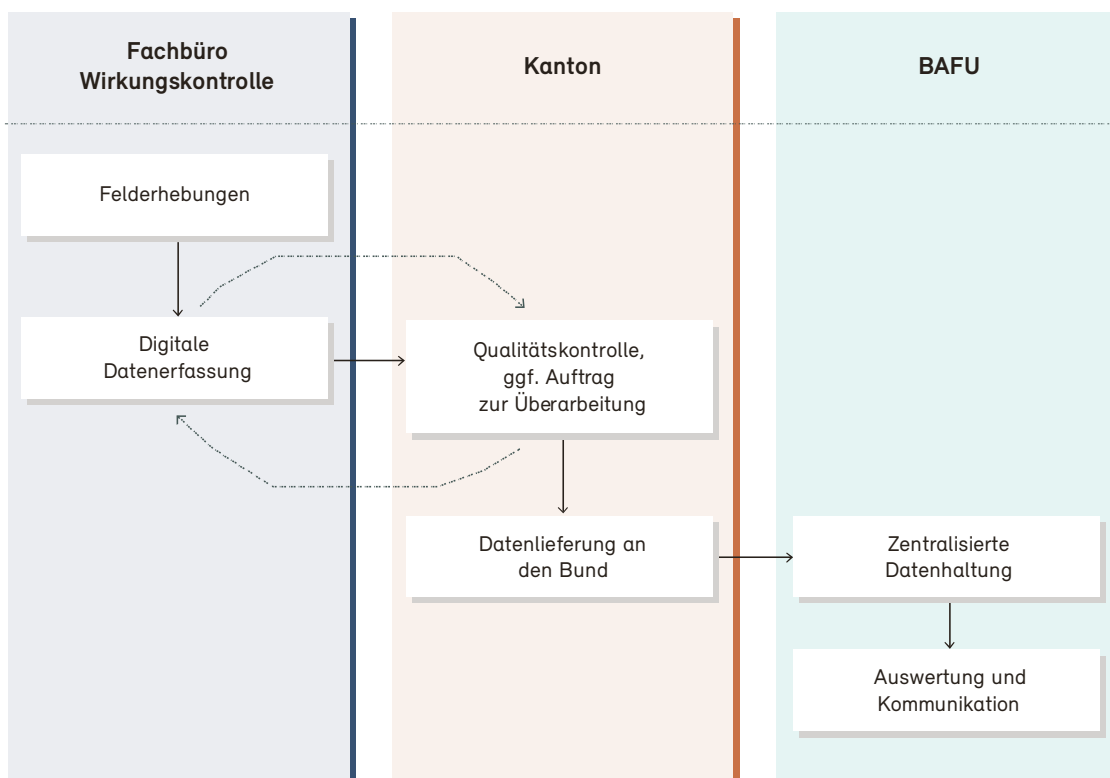 Fachbüro
Wirkungskontrolle
Kanton
BAFU
Felderhebungen
Digitale
Datenerfassung
Qualitätskontrolle,
ggf. Auftrag
zur Überarbeitung
Datenlieferung an
den Bund
Zentralisierte
Datenhaltung
Auswertung und
Kommunikation